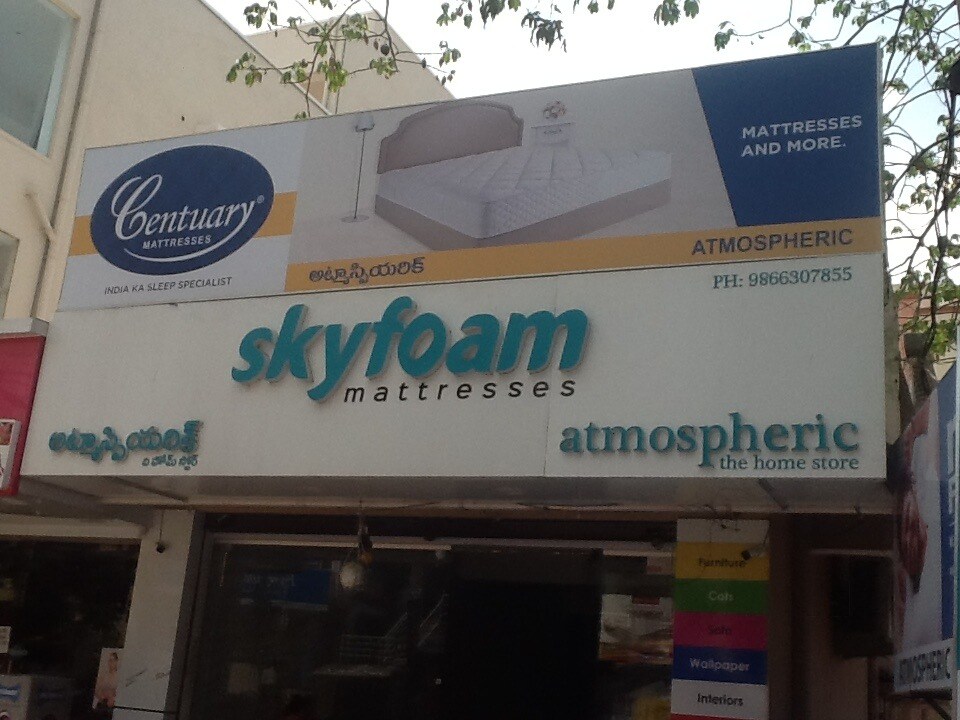 Centuary®
MATTRESSES
INDIA KA SLEEP SPECIALIST
MATTRESSES
AND MORE.
అట్మాస్ఫియరిక్
ATMOSPHERIC
PH: 9866307855
skyfoam
mattresses
అట్మాస్ఫియరిక్
ది హోమ్ స్టోర్
atmospheric
the home store
Furniture
Cots
Sofa
Wallpaper
Interiors
ATMOSPHERIC